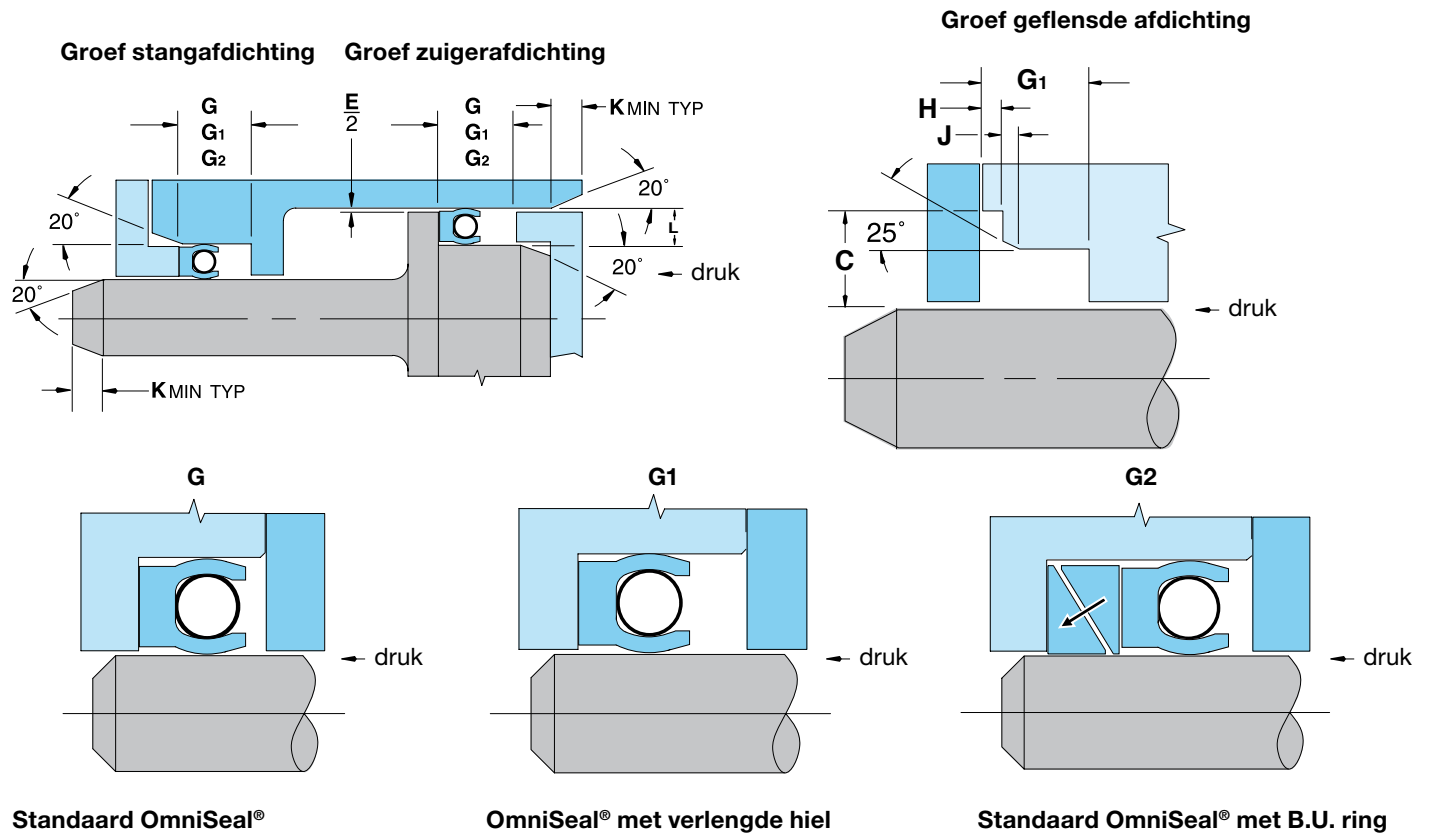 Groef geflensde afdichting
Groef stangafdichting
Groef zuigerafdichting
G
G1
G2
E
2
G
G1
G2
K MIN TYP
20°
20°
20°
20°
L
20°
druk
K MIN TYP
G1
H
J
25°
C
druk
G
druk
G1
druk
G2
druk
Standaard OmniSeal®
OmniSeal® met verlengde hiel
Standaard OmniSeal® met B.U. ring